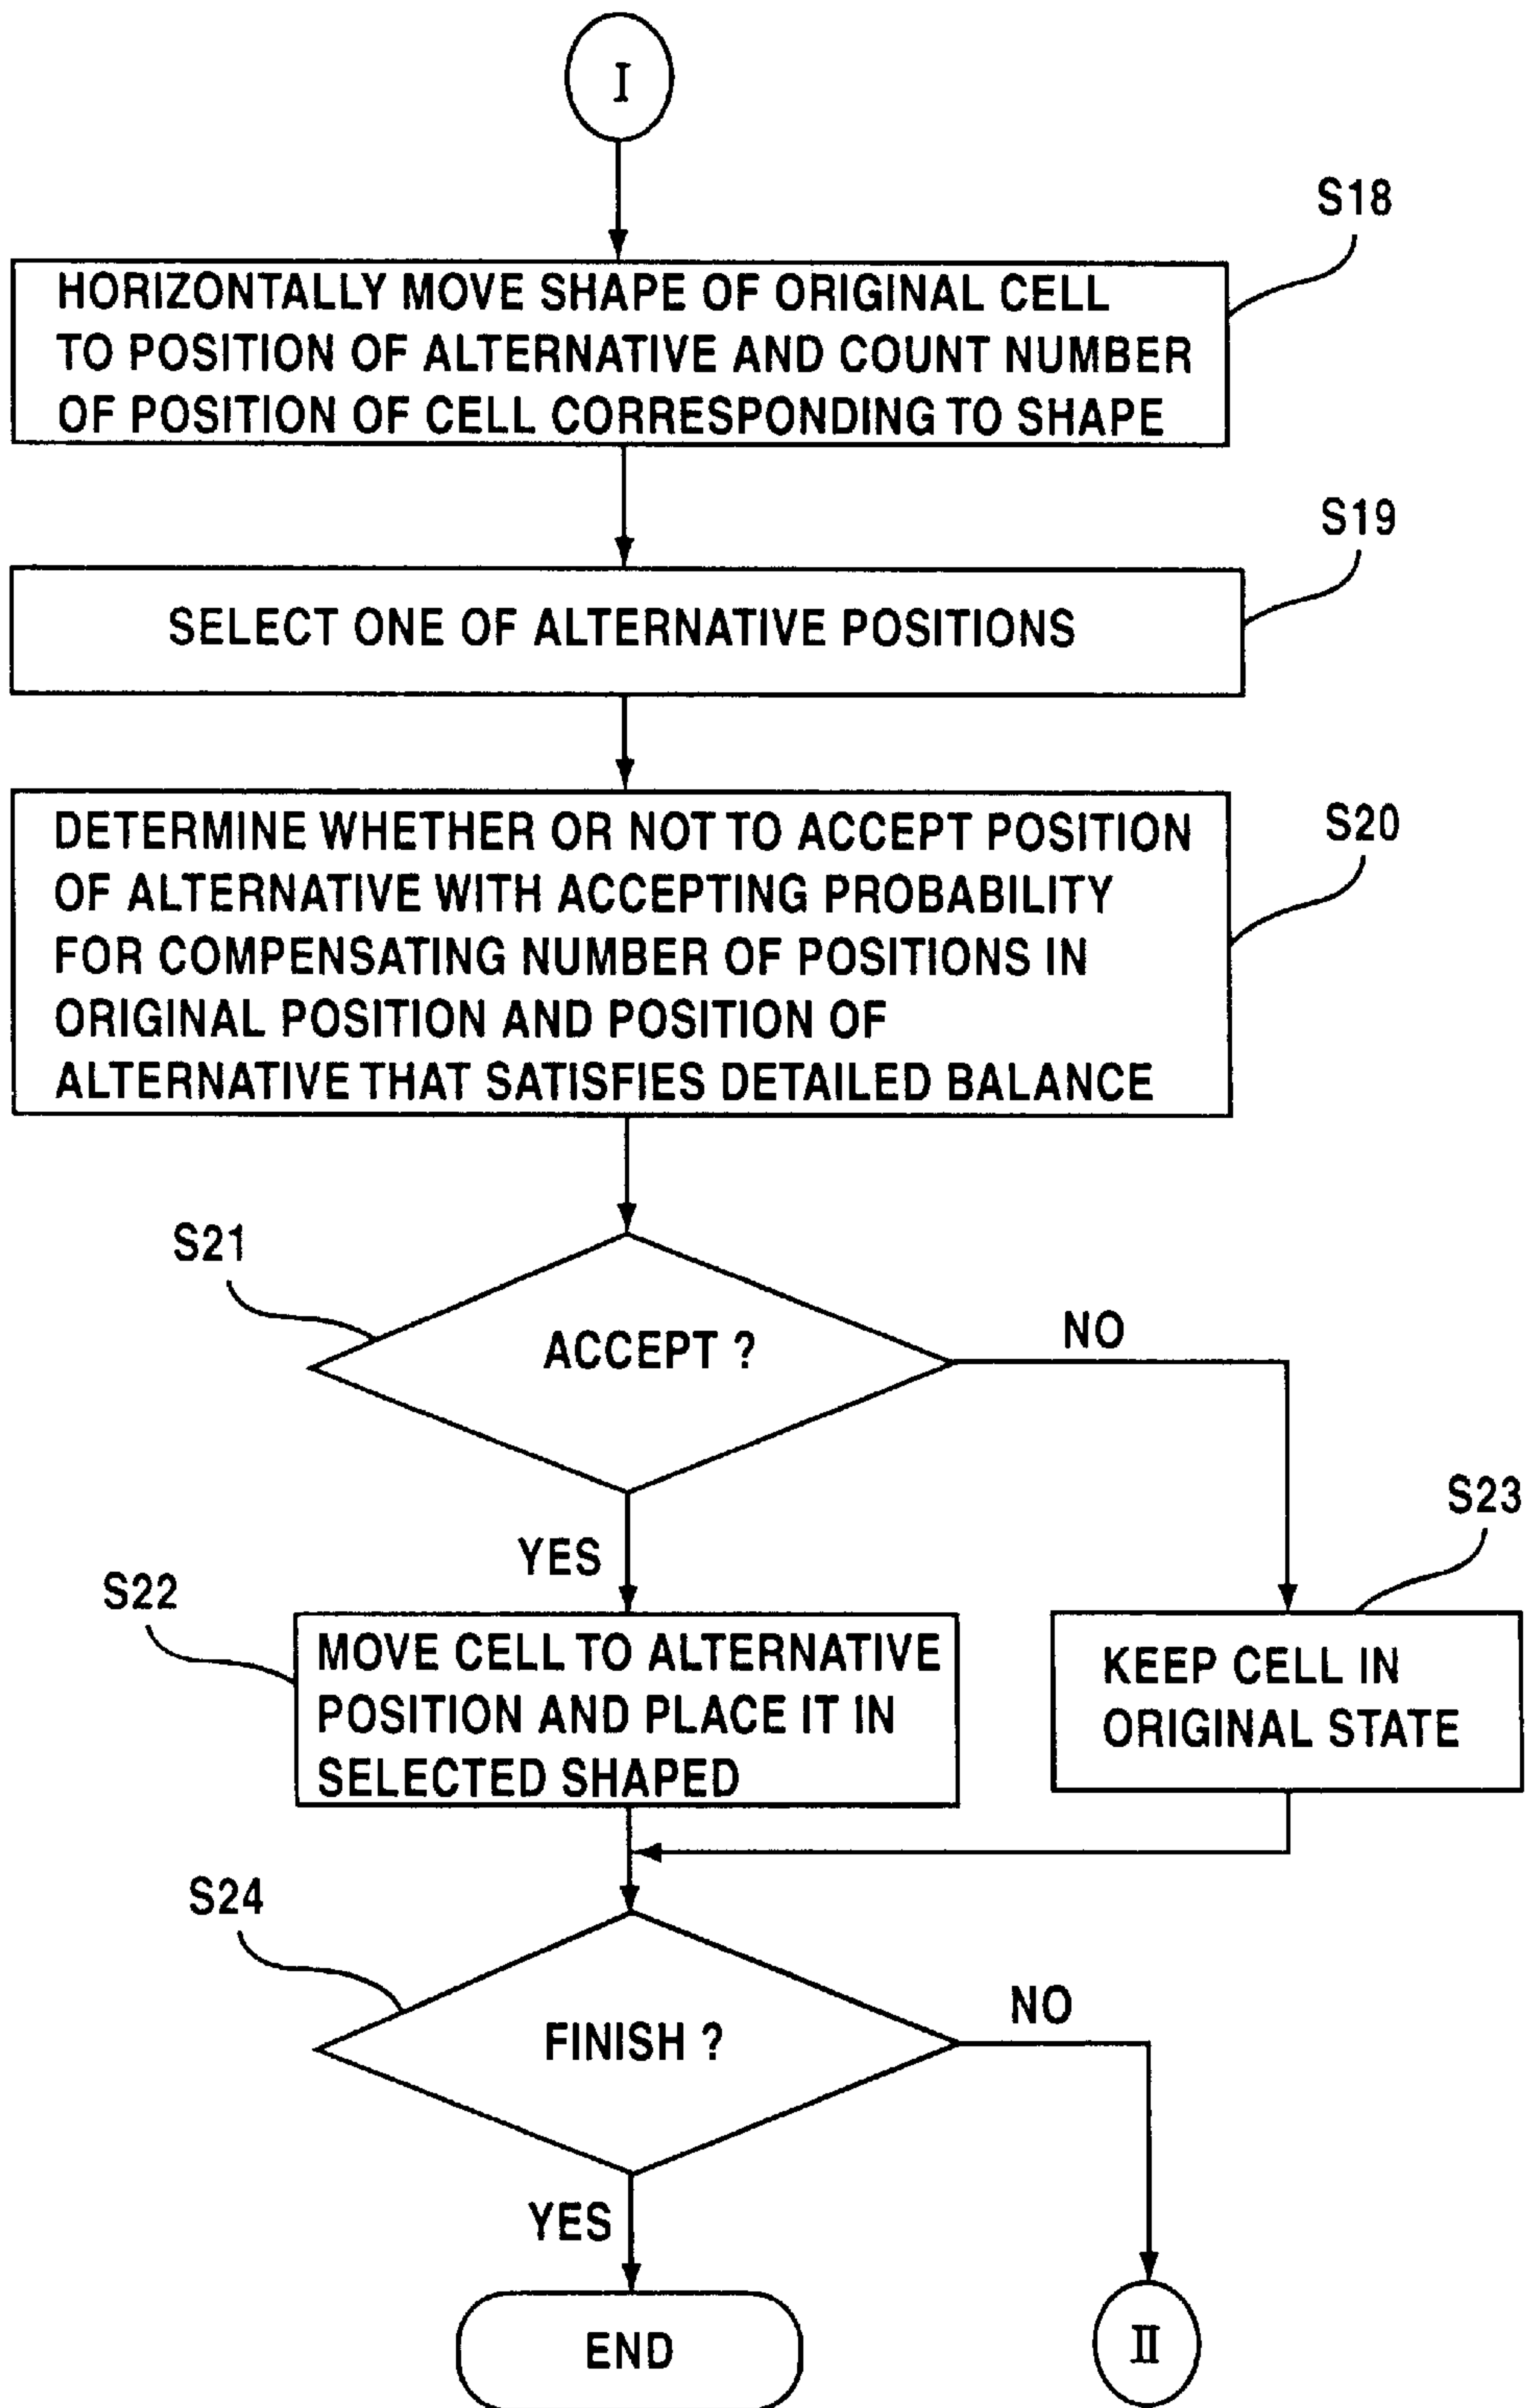 I
S18
HORIZONTALLY MOVE SHAPE OF ORIGINAL CELL
TO POSITION OF ALTERNATIVE AND COUNT NUMBER
OF POSITION OF CELL CORRESPONDING TO SHAPE
S19
SELECT ONE OF ALTERNATIVE POSITIONS
S20
DETERMINE WHETHER OR NOT TO ACCEPT POSITION
OF ALTERNATIVE WITH ACCEPTING PROBABILITY
FOR COMPENSATING NUMBER OF POSITIONS IN
ORIGINAL POSITION AND POSITION OF
ALTERNATIVE THAT SATISFIES DETAILED BALANCE
S21
ACCEPT ?
NO
YES
S22
MOVE CELL TO ALTERNATIVE
POSITION AND PLACE IT IN
SELECTED SHAPED
S23
KEEP CELL IN
ORIGINAL STATE
S24
FINISH ?
NO
YES
END
II